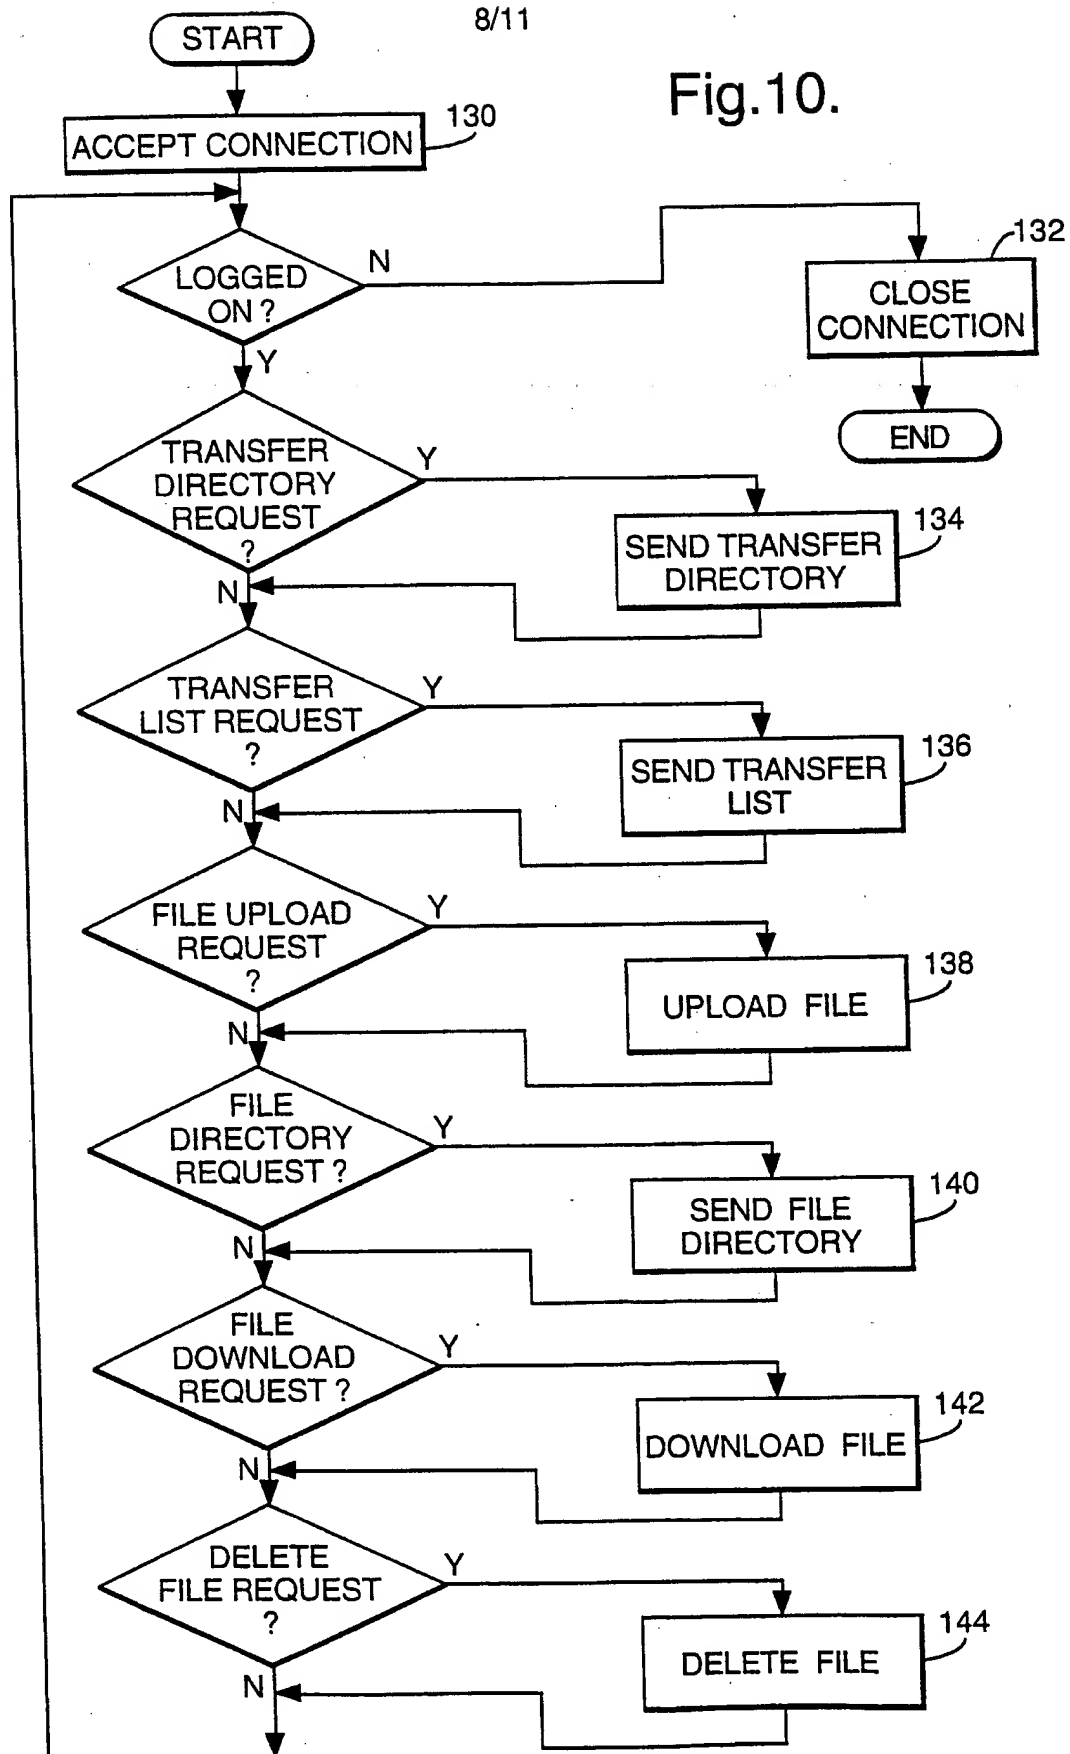 8/11
START
Fig.10.
130
ACCEPT CONNECTION
132
N
LOGGED
ON ?
CLOSE
CONNECTION
Y
END
TRANSFER
DIRECTORY
REQUEST
?
Y
134
SEND TRANSFER
DIRECTORY
N
TRANSFER
LIST REQUEST
?
Y
136
SEND TRANSFER
LIST
N
FILE UPLOAD
REQUEST
?
Y
138
UPLOAD FILE
N
FILE
DIRECTORY
REQUEST ?
Y
140
SEND FILE
DIRECTORY
N
FILE
DOWNLOAD
REQUEST ?
Y
142
DOWNLOAD FILE
N
DELETE
FILE REQUEST
?
Y
144
DELETE FILE
N